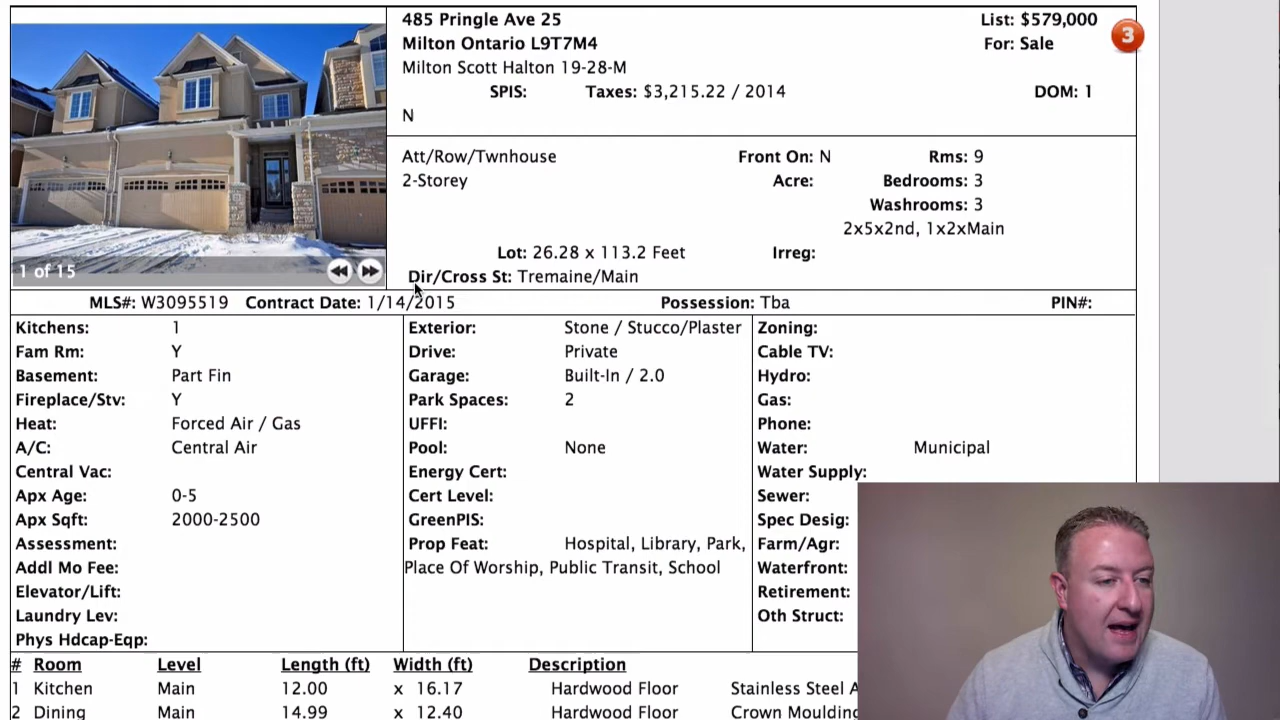 485 Pringle Ave 25 List: $579,000
3
Milton Ontario L9T7M4 For: Sale
Milton Scott Halton 19-28-M
SPIS: Taxes: $3,215.22 / 2014 DOM: 1
N
Att/Row/Twnhouse Front On: N Rms: 9
2-Storey Acre: Bedrooms: 3
Washrooms: 3
2x5x2nd, 1x2xMain
Lot: 26.28 x 113.2 Feet Irreg:
1 of 15
Dir/Cross St: Tremaine/Main
MLS#: W3095519 Contract Date: 1/14/2015 Possession: Tba PIN#:
Kitchens: 1 Exterior: Stone / Stucco/Plaster Zoning:
Fam Rm: Y Drive: Private Cable TV:
Basement: Part Fin Garage: Built-In / 2.0 Hydro:
Fireplace/Stv: Y Park Spaces: 2 Gas:
Heat: Forced Air / Gas UFFI: Phone:
A/C: Central Air Pool: None Water: Municipal
Central Vac: Energy Cert: Water Supply:
Apx Age: 0-5 Cert Level: Sewer:
Apx Sqft: 2000-2500 GreenPIS: Spec Desig:
Assessment: Prop Feat: Hospital, Library, Park, Farm/Agr:
Addl Mo Fee: Place Of Worship, Public Transit, School Waterfront:
Elevator/Lift: Retirement:
Laundry Lev: Oth Struct:
Phys Hdcap-Eqp:
# Room Level Length (ft) Width (ft) Description
1 Kitchen Main 12.00 x 16.17 Hardwood Floor Stainless Steel A
2 Dining Main 14.99 x 12.40 Hardwood Floor Crown Moulding